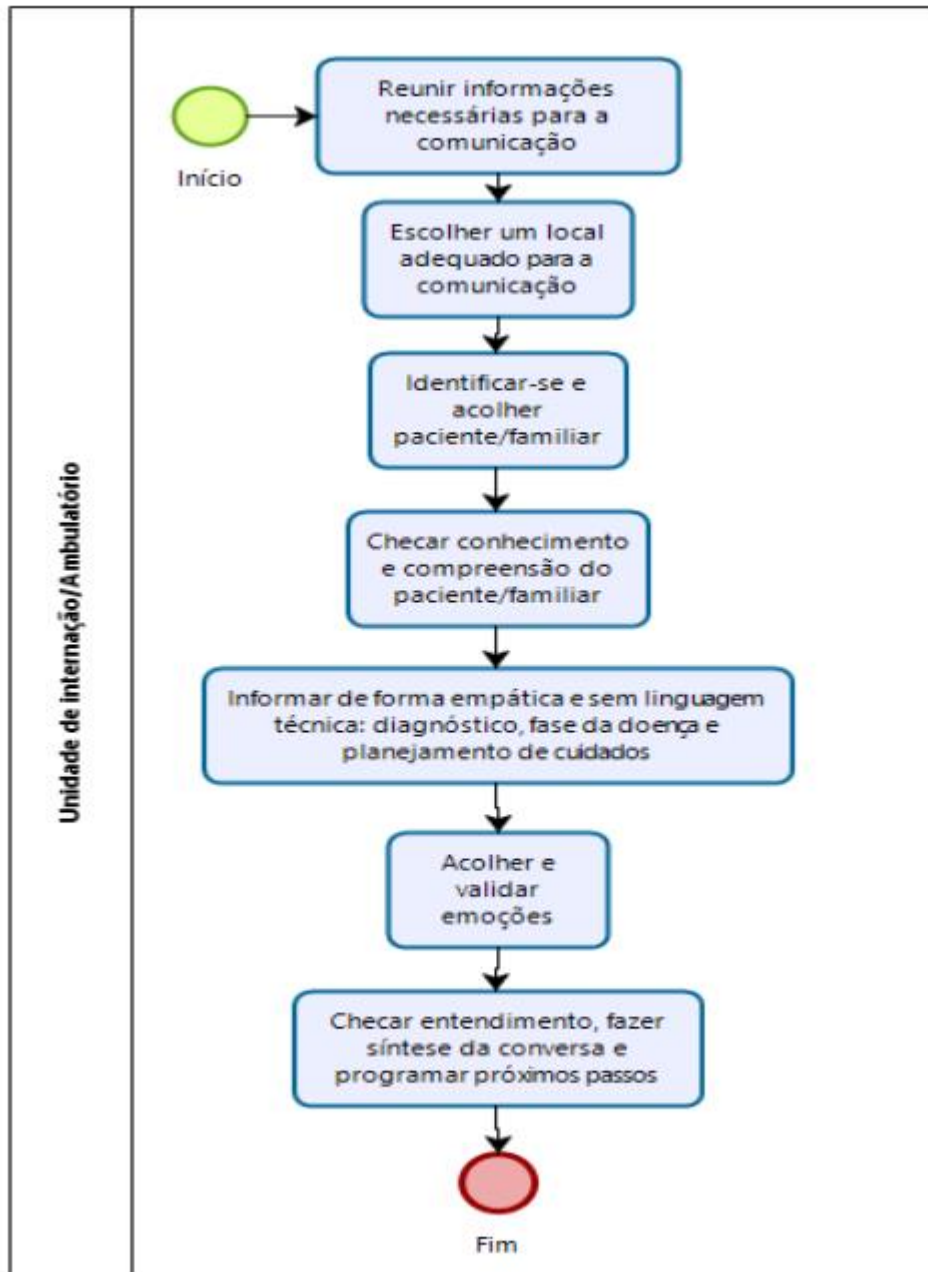 Unidade de internação/Ambulatório
Início
Reunir informações
necessárias para a
comunicação
Escolher um local
adequado para a
comunicação
Identificar-se e
acolher
paciente/familiar
Checar conhecimento
e compreensão do
paciente/familiar
Informar de forma empática e sem linguagem
técnica: diagnóstico, fase da doença e
planejamento de cuidados
Acolher e
validar
emoções
Checar entendimento, fazer
síntese da conversa e
programar próximos passos
Fim